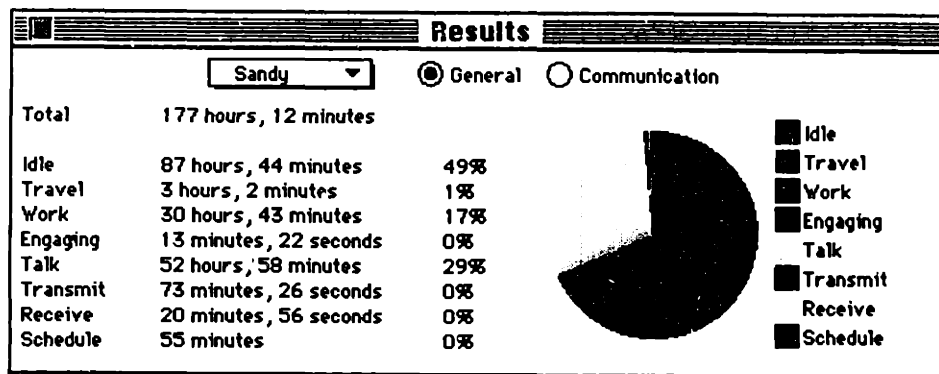 Results
Sandy General Communication
Total 177 hours, 12 minutes
Idle 87 hours, 44 minutes 49%
Travel 3 hours, 2 minutes 1%
Work 30 hours, 43 minutes 17%
Engaging 13 minutes, 22 seconds 0%
Talk 52 hours, 58 minutes 29%
Transmit 73 minutes, 26 seconds 0%
Receive 20 minutes, 56 seconds 0%
Schedule 55 minutes 0%
Idle
Travel
Work
Engaging
Talk
Transmit
Receive
Schedule